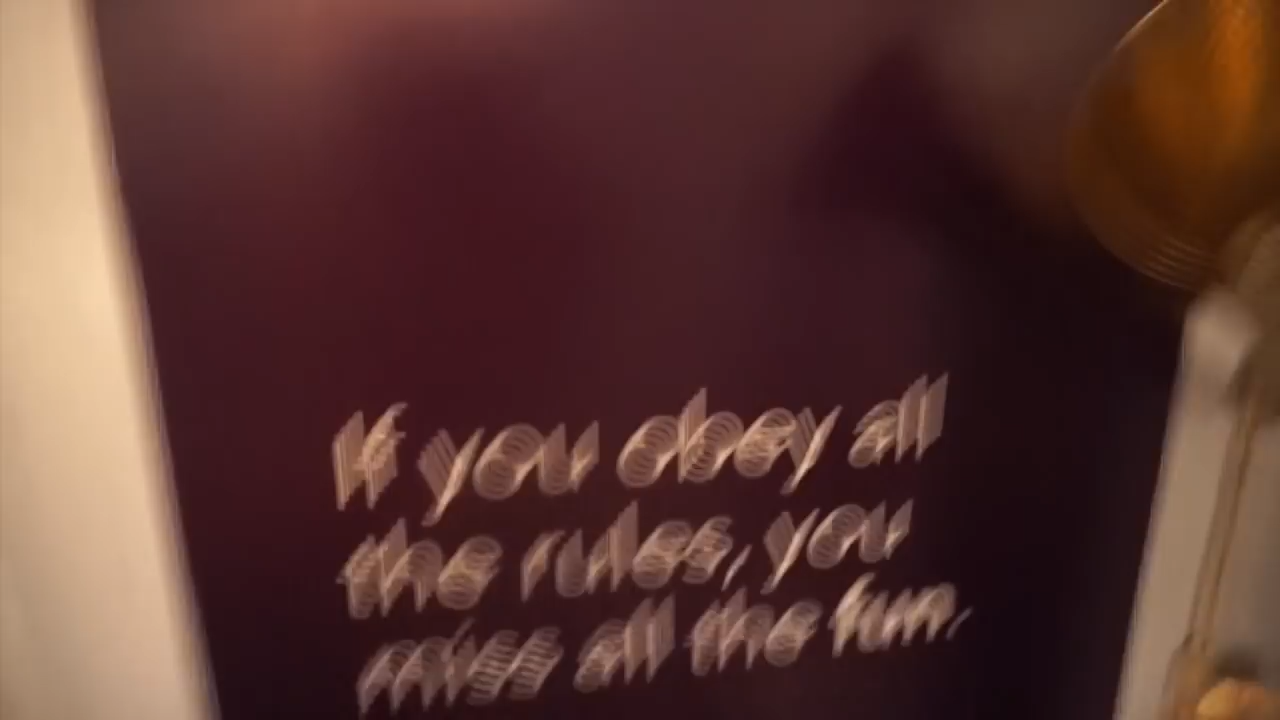 If you obey all
the rules, you
miss all the fun.